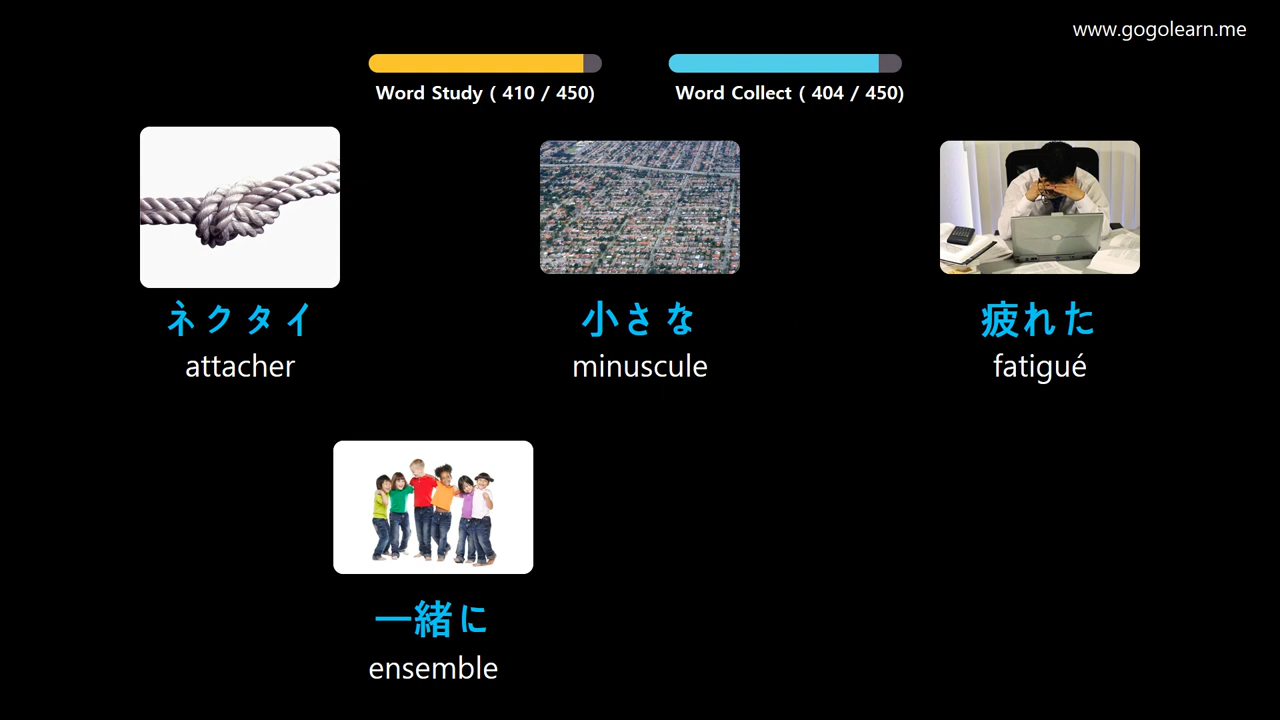 www.gogolearn.me
Word Study ( 410 / 450)
Word Collect ( 404 / 450)
ネクタイ
attacher
小さな
minuscule
疲れた
fatigué
一緒に
ensemble